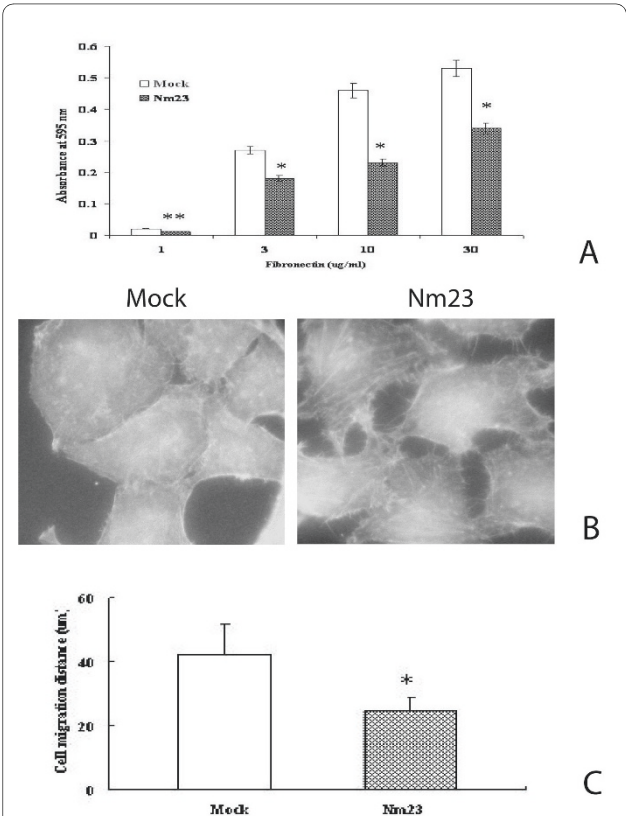 0.6
0.5
0.4
0.3
0.2
0.1
0
Absorbance at 595 nm
Mock
Nm23
**
*
*
*
1
3
10
30
Fibronectin (ug/ml)
A
Mock
Nm23
B
60
40
20
0
Cell migration distance (um)
*
Mock
Nm23
C